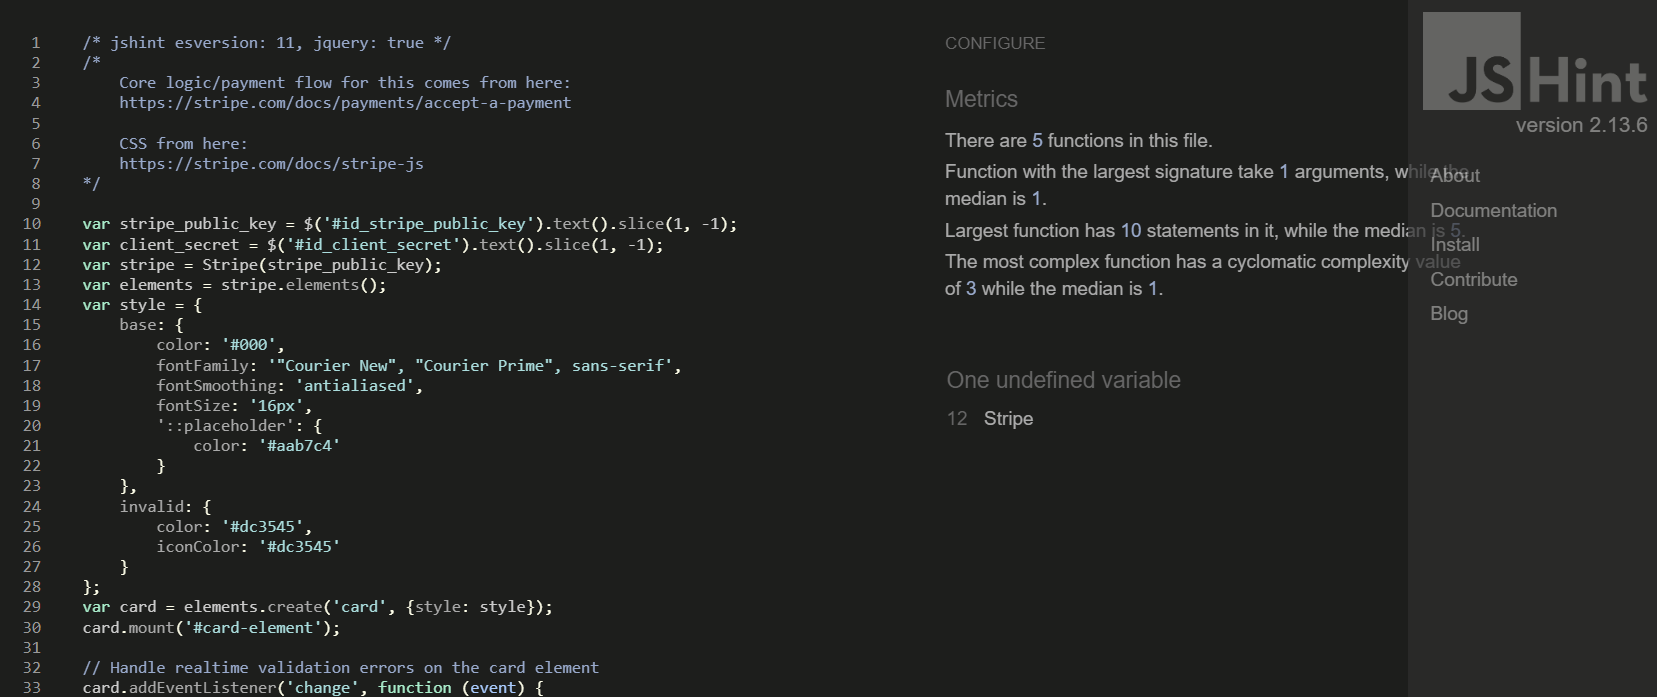 1 /* jshint esversion: 11, jquery: true */
2 /*
3 Core logic/payment flow for this comes from here:
4 https://stripe.com/docs/payments/accept-a-payment
5
6 CSS from here:
7 https://stripe.com/docs/stripe-js
8 */
9
10 var stripe_public_key = $('#id_stripe_public_key').text().slice(1, -1);
11 var client_secret = $('#id_client_secret').text().slice(1, -1);
12 var stripe = Stripe(stripe_public_key);
13 var elements = stripe.elements();
14 var style = {
15 base: {
16 color: '#000',
17 fontFamily: '"Courier New", "Courier Prime", sans-serif',
18 fontSmoothing: 'antialiased',
19 fontSize: '16px',
20 '::placeholder': {
21 color: '#aab7c4'
22 }
23 },
24 invalid: {
25 color: '#dc3545',
26 iconColor: '#dc3545'
27 }
28 };
29 var card = elements.create('card', {style: style});
30 card.mount('#card-element');
31
32 // Handle realtime validation errors on the card element
33 card.addEventListener('change', function (event) {
CONFIGURE
Metrics
There are 5 functions in this file.
Function with the largest signature take 1 arguments, while the
median is 1.
Largest function has 10 statements in it, while the median is 5.
The most complex function has a cyclomatic complexity value
of 3 while the median is 1.
One undefined variable
12 Stripe
JSHint
version 2.13.6
About
Documentation
Install
Contribute
Blog